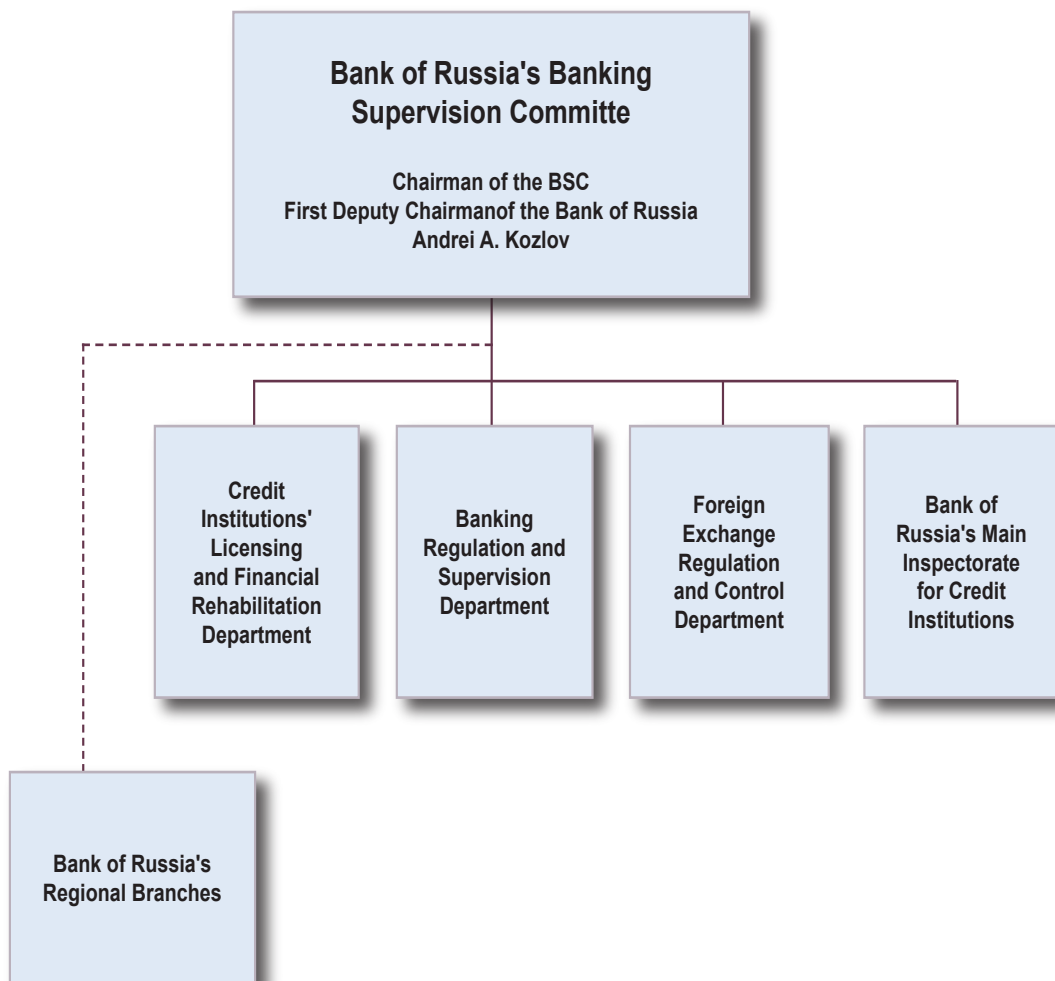 Bank of Russia's Banking
Supervision Committe
Chairman of the BSC
First Deputy Chairmanof the Bank of Russia
Andrei A. Kozlov
Credit
Institutions'
Licensing
and Financial
Rehabilitation
Department
Banking
Regulation and
Supervision
Department
Foreign
Exchange
Regulation
and Control
Department
Bank of
Russia's Main
Inspectorate
for Credit
Institutions
Bank of Russia's
Regional Branches